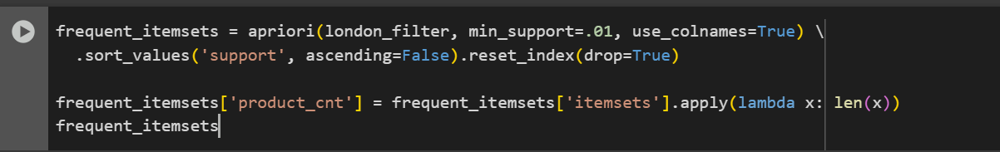 frequent_itemsets = apriori(london_filter, min_support=.01, use_colnames=True) \
  .sort_values('support', ascending=False).reset_index(drop=True)

frequent_itemsets['product_cnt'] = frequent_itemsets['itemsets'].apply(lambda x: len(x))
frequent_itemsets